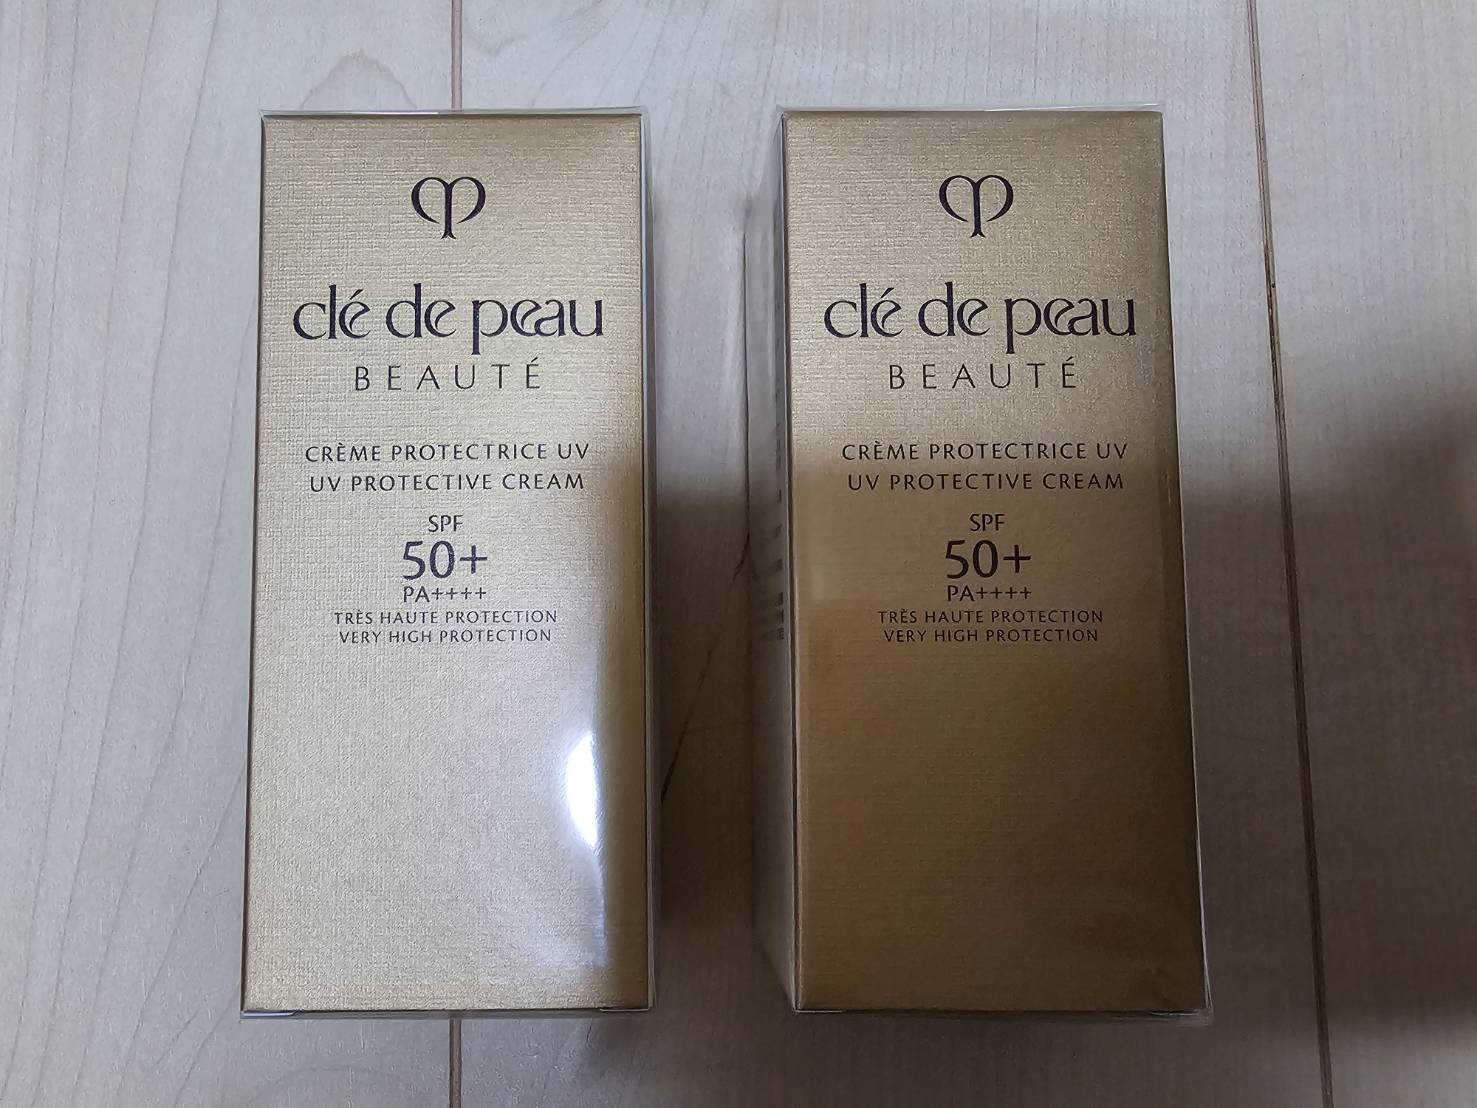 clé de peau
BEAUTÉ
CRÈME PROTECTRICE UV
UV PROTECTIVE CREAM
SPF
50+
PA++++
TRÈS HAUTE PROTECTION
VERY HIGH PROTECTION
clé de peau
BEAUTÉ
CRÈME PROTECTRICE UV
UV PROTECTIVE CREAM
SPF
50+
PA++++
TRÈS HAUTE PROTECTION
VERY HIGH PROTECTION